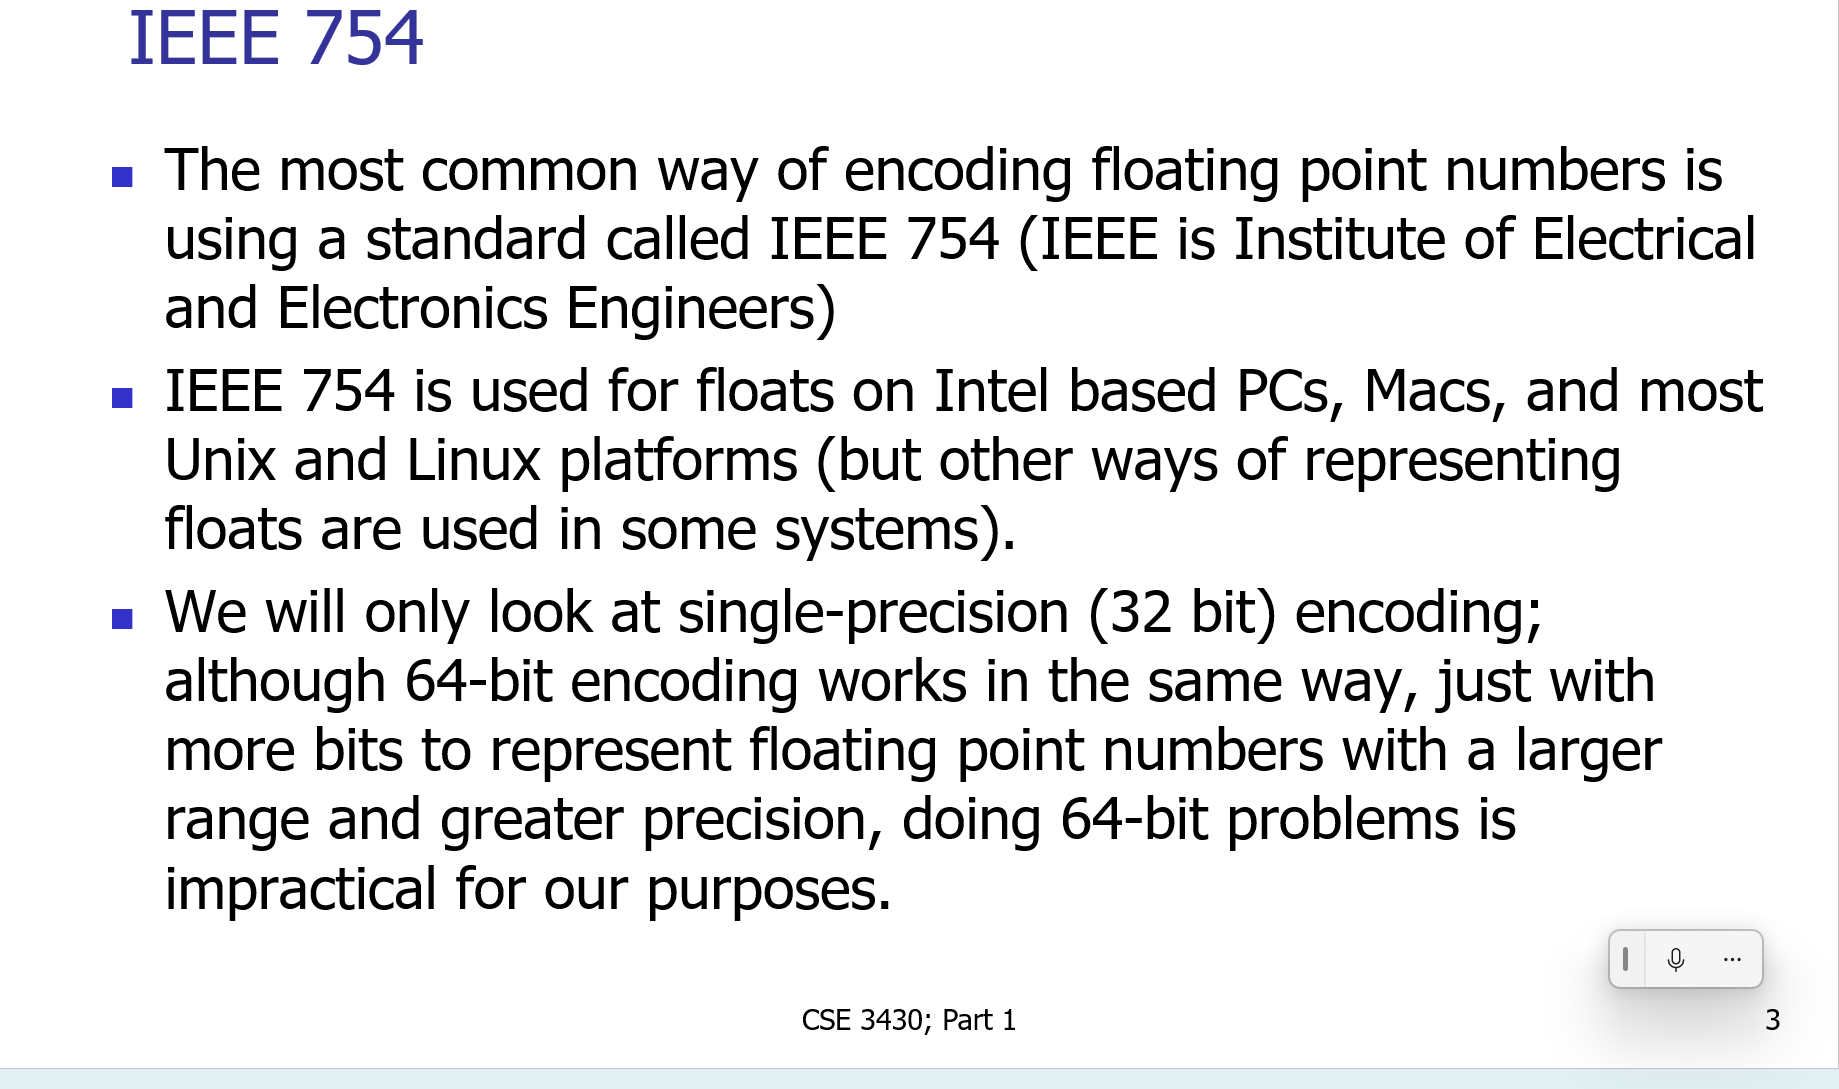 IEEE 754
The most common way of encoding floating point numbers is
using a standard called IEEE 754 (IEEE is Institute of Electrical
and Electronics Engineers)
IEEE 754 is used for floats on Intel based PCs, Macs, and most
Unix and Linux platforms (but other ways of representing
floats are used in some systems).
We will only look at single-precision (32 bit) encoding;
although 64-bit encoding works in the same way, just with
more bits to represent floating point numbers with a larger
range and greater precision, doing 64-bit problems is
impractical for our purposes.
CSE 3430; Part 1
3